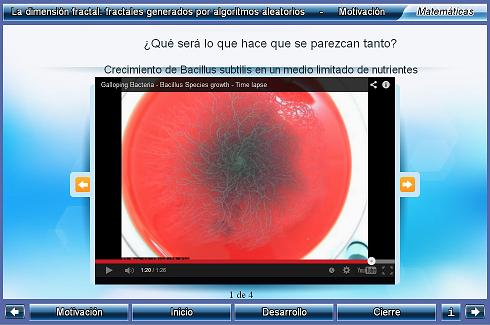 La dimensión fractal: fractales generados por algoritmos aleatorios - Motivación
Matemáticas
¿Qué será lo que hace que se parezcan tanto?
Crecimiento de Bacillus subtilis en un medio limitado de nutrientes
Galloping Bacteria - Bacillus Species growth - Time lapse
1:20 / 1:26
YouTube
1 de 4
Motivación
Inicio
Desarrollo
Cierre
i